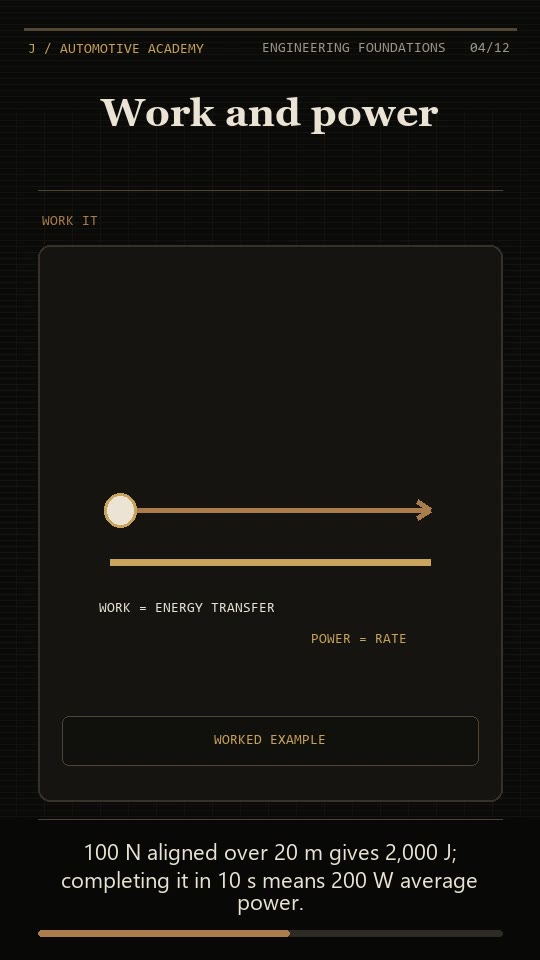 J / AUTOMOTIVE ACADEMY
ENGINEERING FOUNDATIONS 04/12
Work and power
WORK IT
WORK = ENERGY TRANSFER
POWER = RATE
WORKED EXAMPLE
100 N aligned over 20 m gives 2,000 J;
completing it in 10 s means 200 W average
power.